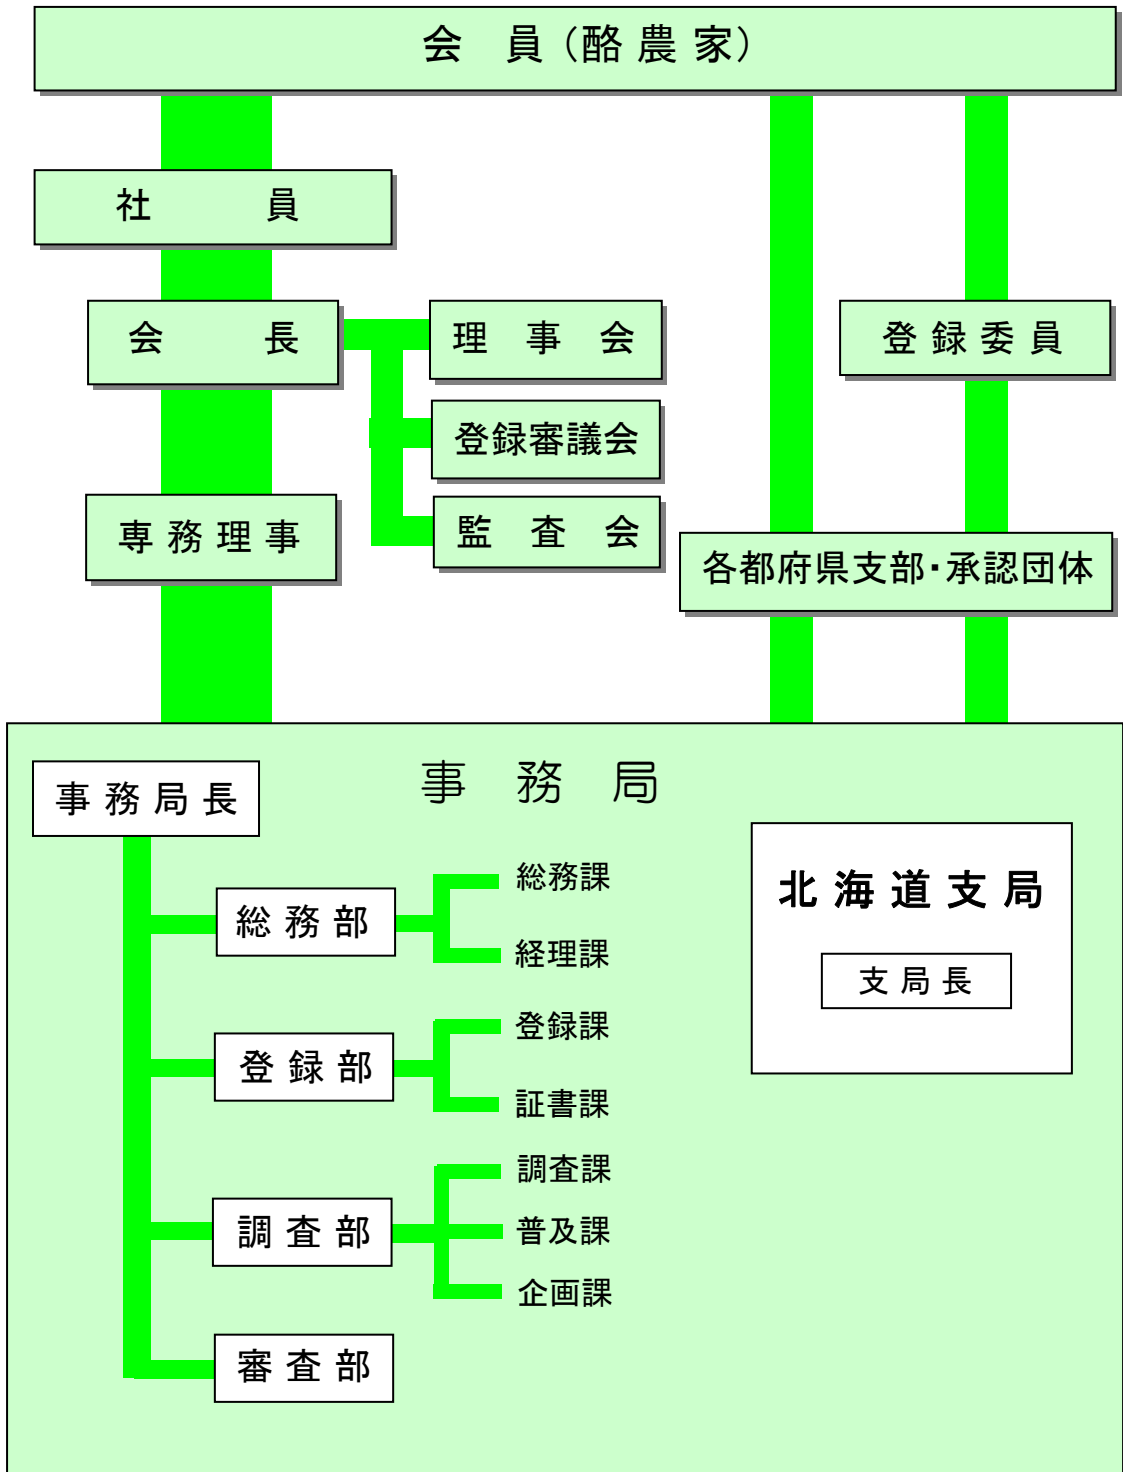 会員（酪農家）
社員
会長
理事会
登録委員
登録審議会
監査会
専務理事
各都府県支部・承認団体
事務局
事務局長
総務課
総務部
経理課
北海道支局
支局長
登録課
登録部
証書課
調査課
調査部
普及課
企画課
審査部